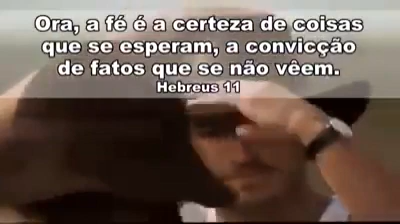 Ora, a fé é a certeza de coisas
que se esperam, a convicção
de fatos que se não vêem.
Hebreus 11